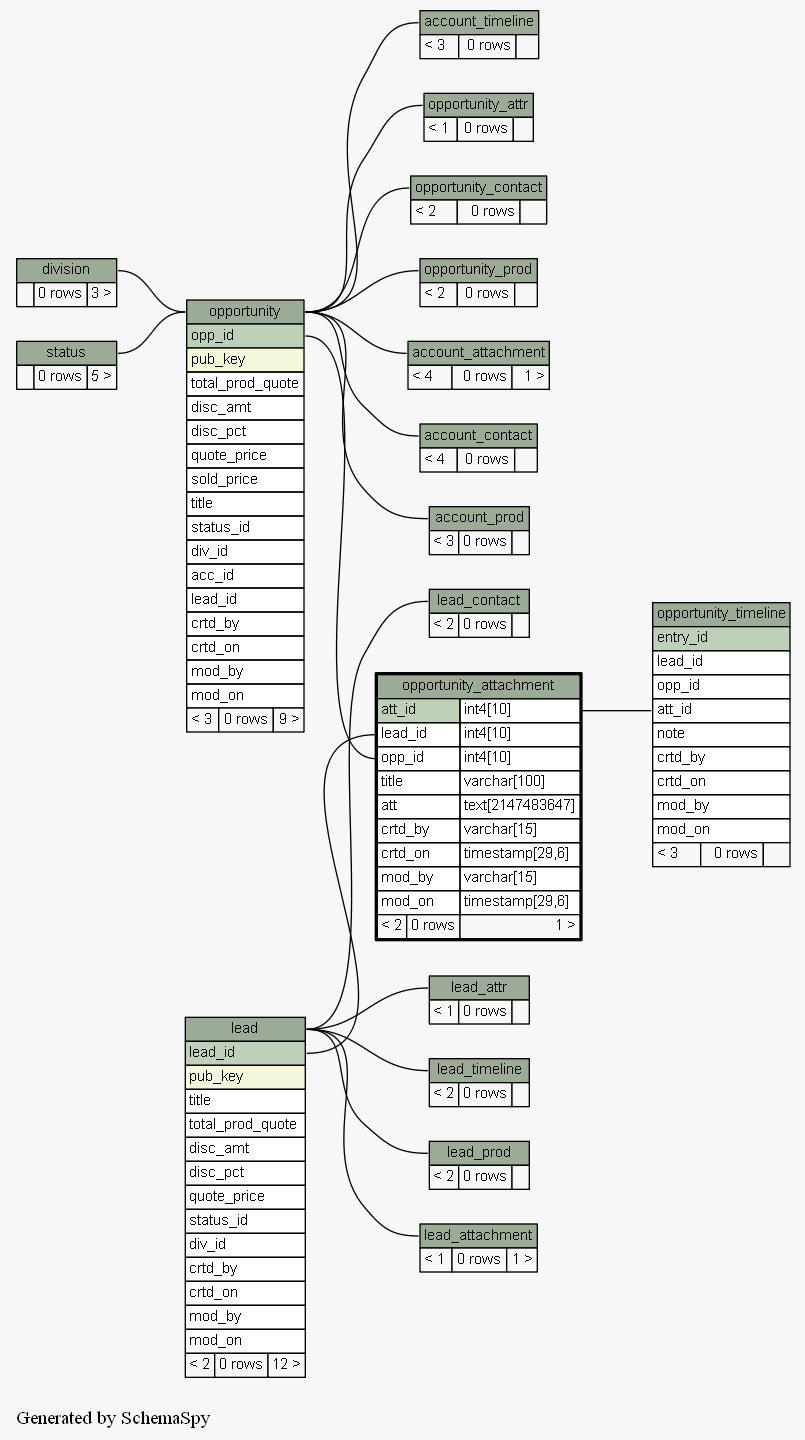 account_timeline
< 3 0 rows
opportunity_attr
< 1 0 rows
opportunity_contact
< 2 0 rows
division
0 rows 3 >
opportunity_prod
< 2 0 rows
status
0 rows 5 >
account_attachment
< 4 0 rows 1 >
account_contact
< 4 0 rows
account_prod
< 3 0 rows
opportunity
opp_id
pub_key
total_prod_quote
disc_amt
disc_pct
quote_price
sold_price
title
status_id
div_id
acc_id
lead_id
crtd_by
crtd_on
mod_by
mod_on
< 3 0 rows 9 >
lead_contact
< 2 0 rows
opportunity_attachment
att_id int4[10]
lead_id int4[10]
opp_id int4[10]
title varchar[100]
att text[2147483647]
crtd_by varchar[15]
crtd_on timestamp[29,6]
mod_by varchar[15]
mod_on timestamp[29,6]
< 2 0 rows 1 >
opportunity_timeline
entry_id
lead_id
opp_id
att_id
note
crtd_by
crtd_on
mod_by
mod_on
< 3 0 rows
lead_attr
< 1 0 rows
lead_timeline
< 2 0 rows
lead_prod
< 2 0 rows
lead_attachment
< 1 0 rows 1 >
lead
lead_id
pub_key
title
total_prod_quote
disc_amt
disc_pct
quote_price
status_id
div_id
crtd_by
crtd_on
mod_by
mod_on
< 2 0 rows 12 >
Generated by SchemaSpy